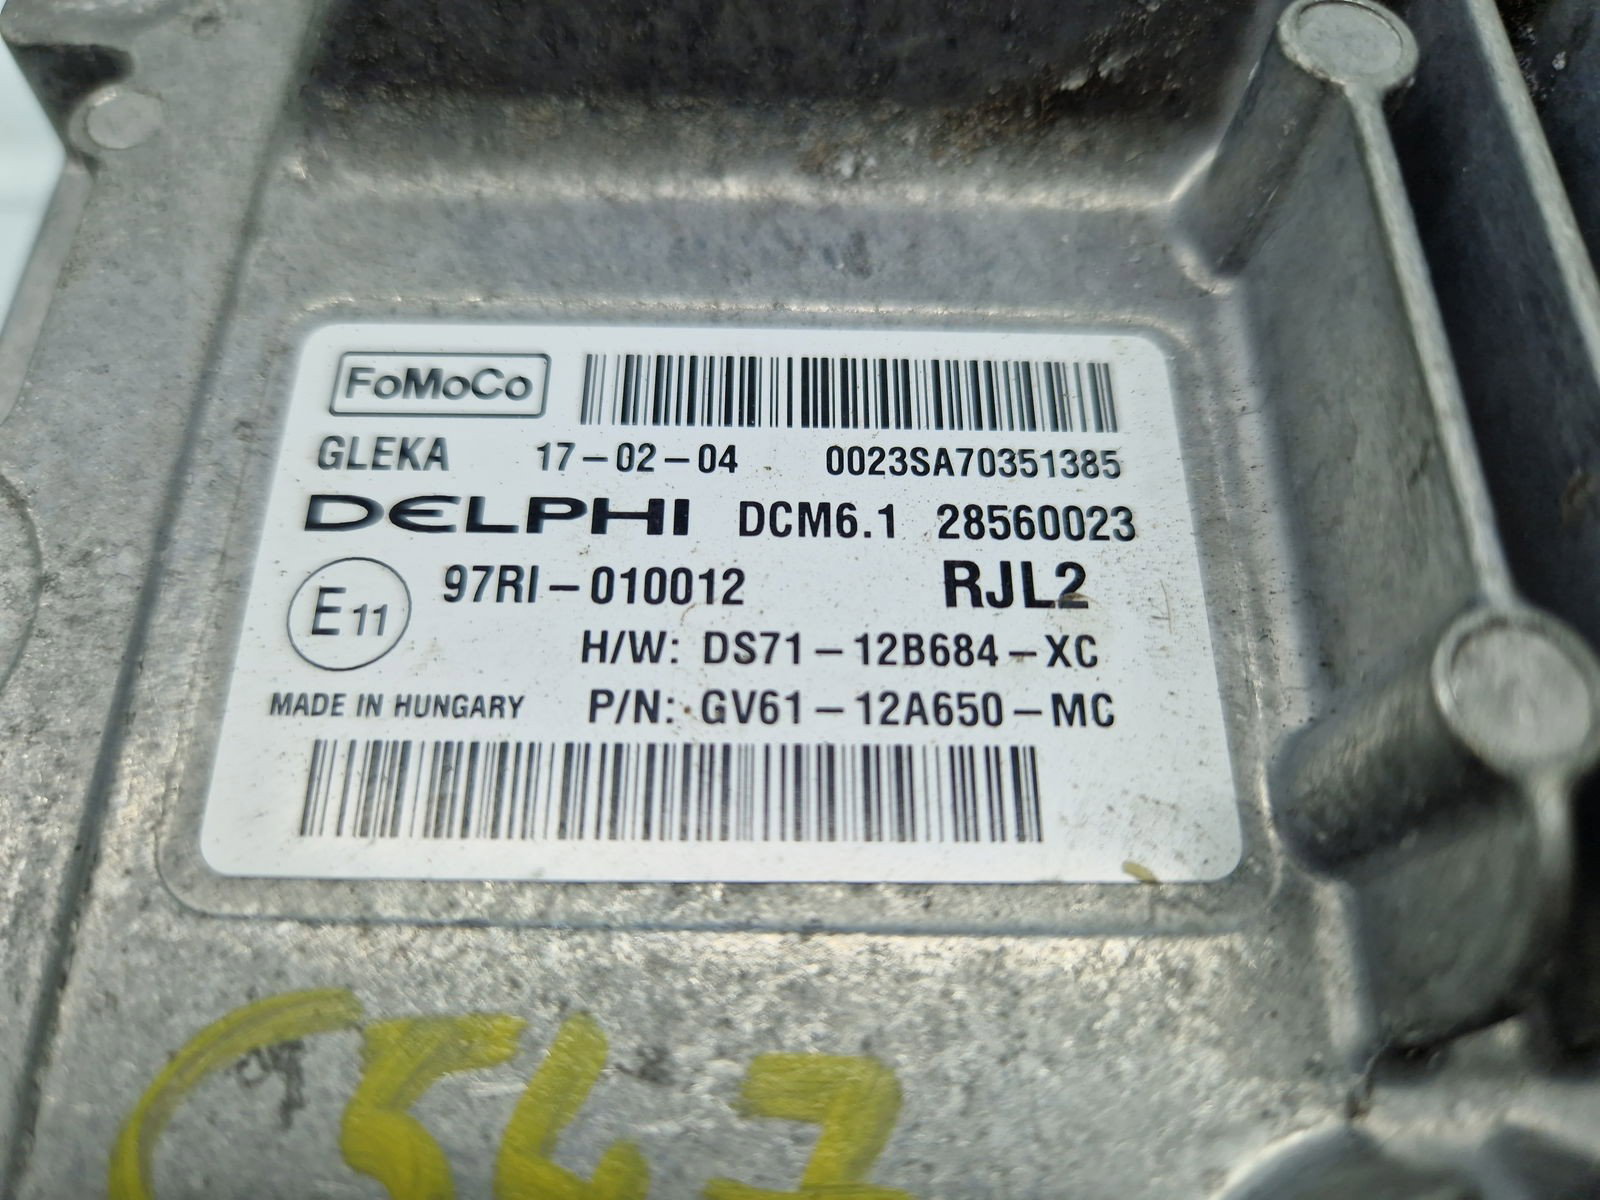 FoMoCo
GLEKA 17-02-04 0023SA70351385
DELPHI DCM6.1 28560023
E11 97RI-010012 RJL2
H/W: DS71-12B684-XC
MADE IN HUNGARY P/N: GV61-12A650-MC